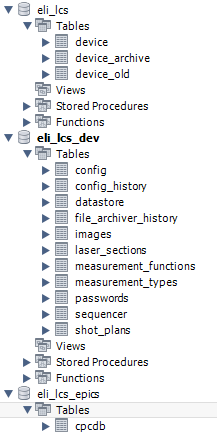 eli_lcs
Tables
device
device_archive
device_old
Views
Stored Procedures
Functions
eli_lcs_dev
Tables
config
config_history
datastore
file_archiver_history
images
laser_sections
measurement_functions
measurement_types
passwords
sequencer
shot_plans
Views
Stored Procedures
Functions
eli_lcs_epics
Tables
cpcdb